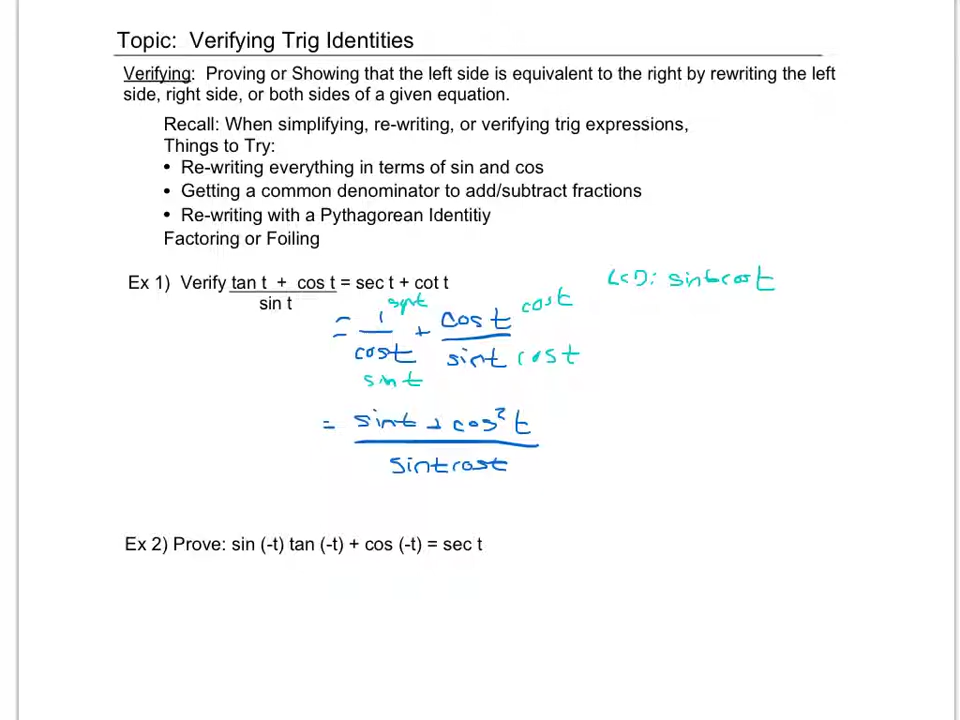 Topic: Verifying Trig Identities
Verifying: Proving or Showing that the left side is equivalent to the right by rewriting the left
side, right side, or both sides of a given equation.
Recall: When simplifying, re-writing, or verifying trig expressions,
Things to Try:
• Re-writing everything in terms of sin and cos
• Getting a common denominator to add/subtract fractions
• Re-writing with a Pythagorean Identitiy
Factoring or Foiling
Ex 1) Verify tan t + cos t = sec t + cot t
sin t
LCD: sintcost
sint cost
= 1 + cos t
cost sint cost
sint
= sint + cos² t
sintcost
Ex 2) Prove: sin (-t) tan (-t) + cos (-t) = sec t